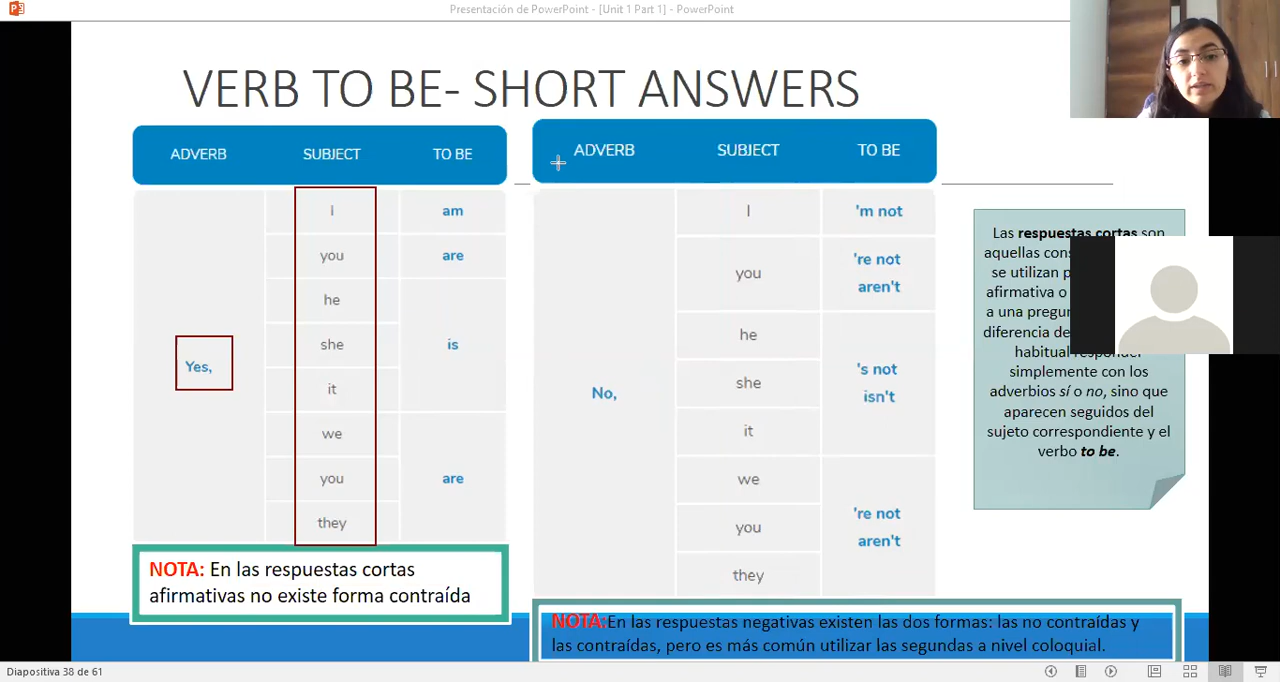 Presentación de PowerPoint - [Unit 1 Part 1] - PowerPoint
VERB TO BE- SHORT ANSWERS
ADVERB SUBJECT TO BE
Yes,
I am
you are
he
she is
it
we
you are
they
NOTA: En las respuestas cortas
afirmativas no existe forma contraída
ADVERB SUBJECT TO BE
No,
I 'm not
you 're not
aren't
he
she 's not
isn't
it
we
you 're not
aren't
they
NOTA:En las respuestas negativas existen las dos formas: las no contraídas y
las contraídas, pero es más común utilizar las segundas a nivel coloquial.
Las respuestas cortas son
aquellas
se utilizan
afirmativa o
a una
diferencia
habitual responder
simplemente con los
adverbios sí o no, sino que
aparecen seguidos del
sujeto correspondiente y el
verbo to be.
Diapositiva 38 de 61